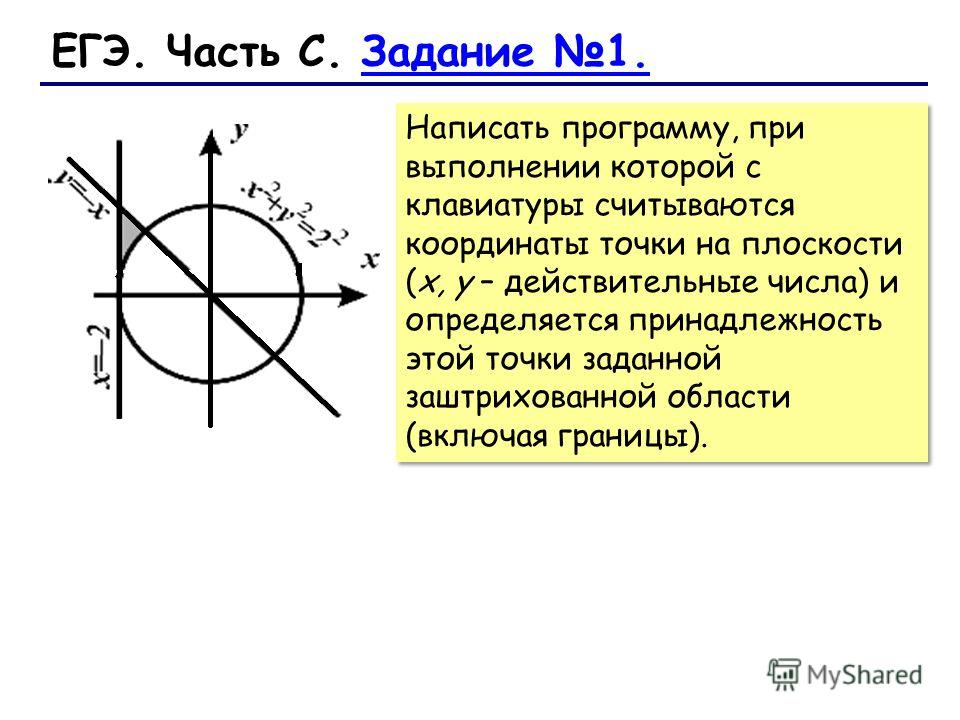 ЕГЭ. Часть С. Задание №1.
y
y=–x
x²+y²=2²
x
x=–2
Написать программу, при
выполнении которой с
клавиатуры считываются
координаты точки на плоскости
(x, y – действительные числа) и
определяется принадлежность
этой точки заданной
заштрихованной области
(включая границы).
MyShared